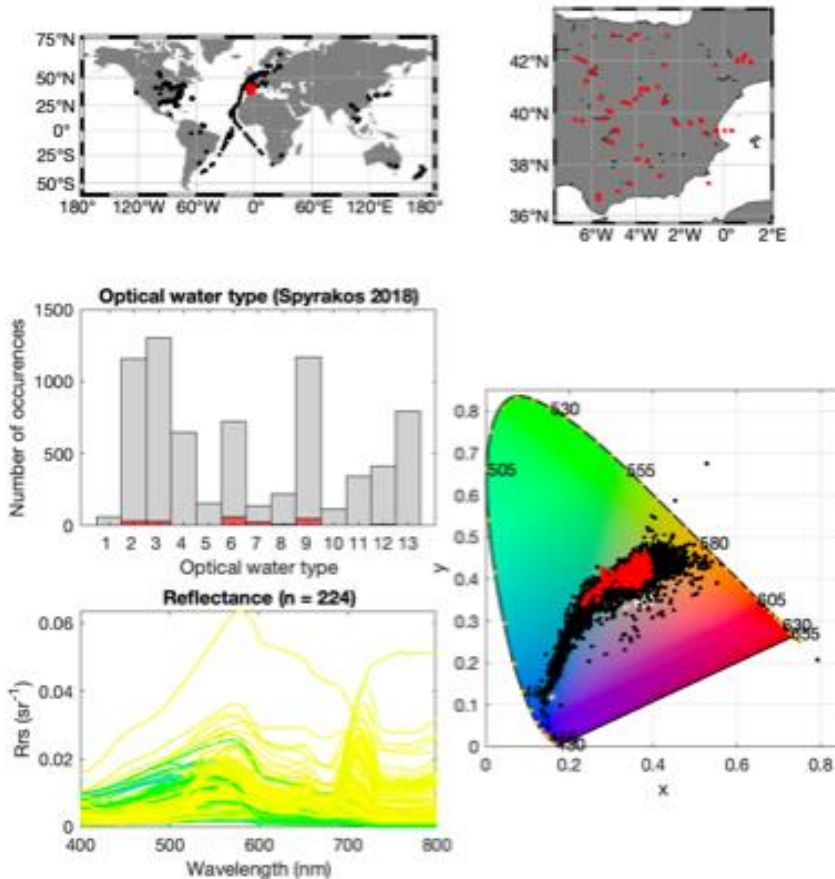 75°N
50°N
25°N
0°
25°S
50°S
180° 120°W 60°W 0° 60°E 120°E 180°
42°N
40°N
38°N
36°N
6°W 4°W 2°W 0° 2°E
Optical water type (Spyrakos 2018)
Number of occurences
1500
1000
500
0
1 2 3 4 5 6 7 8 9 10 11 12 13
Optical water type
Reflectance (n = 224)
Rrs (sr⁻¹)
0.06
0.04
0.02
0
400 500 600 700 800
Wavelength (nm)
y
0.8
0.7
0.6
0.5
0.4
0.3
0.2
0.1
0
530
505
555
580
605
630
0 0.2 0.4 0.6 0.8
x